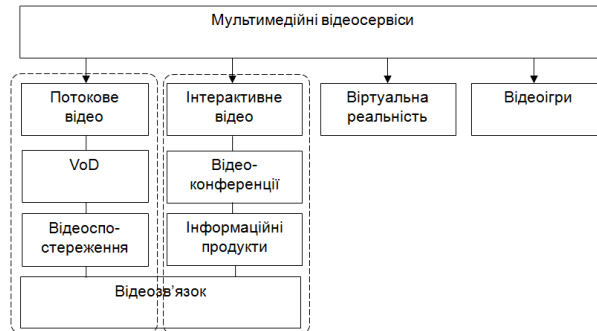 Мультимедійні відеосервіси
Потокове
відео
Інтерактивне
відео
Віртуальна
реальність
Відеоігри
VoD
Відео-
конференції
Відеоспо-
стереження
Інформаційні
продукти
Відеозв'язок